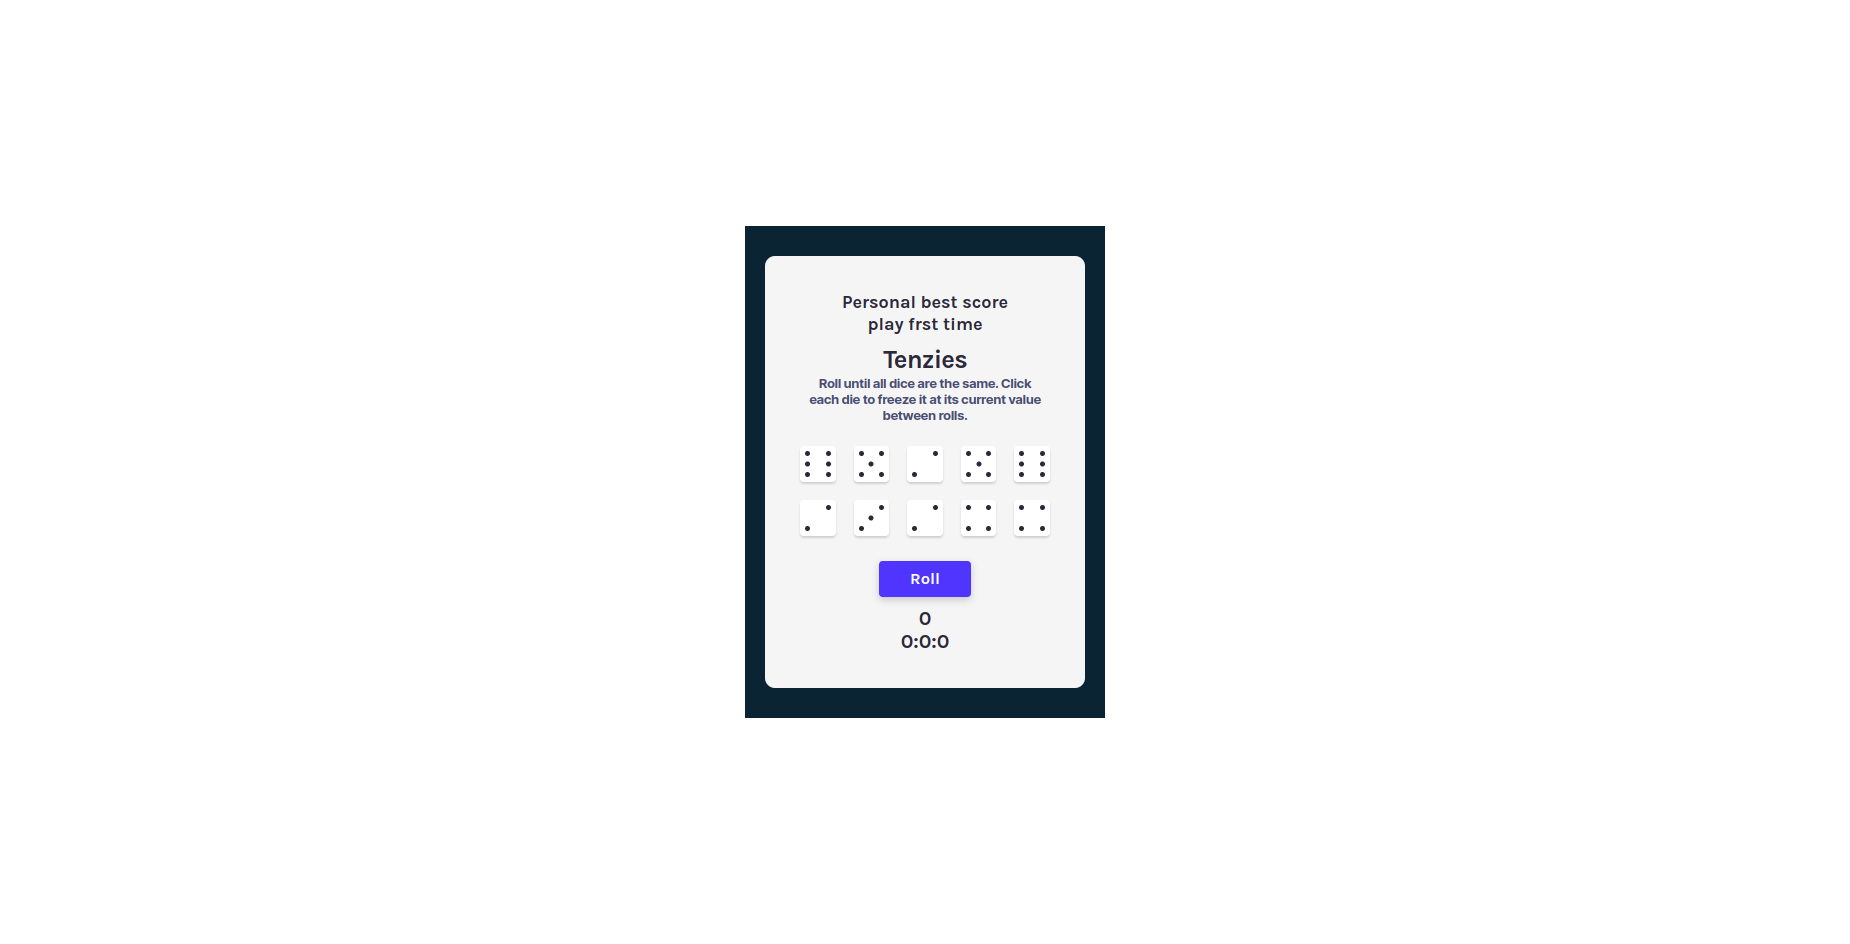 Personal best score
play frst time
Tenzies
Roll until all dice are the same. Click
each die to freeze it at its current value
between rolls.
Roll
0
0:0:0